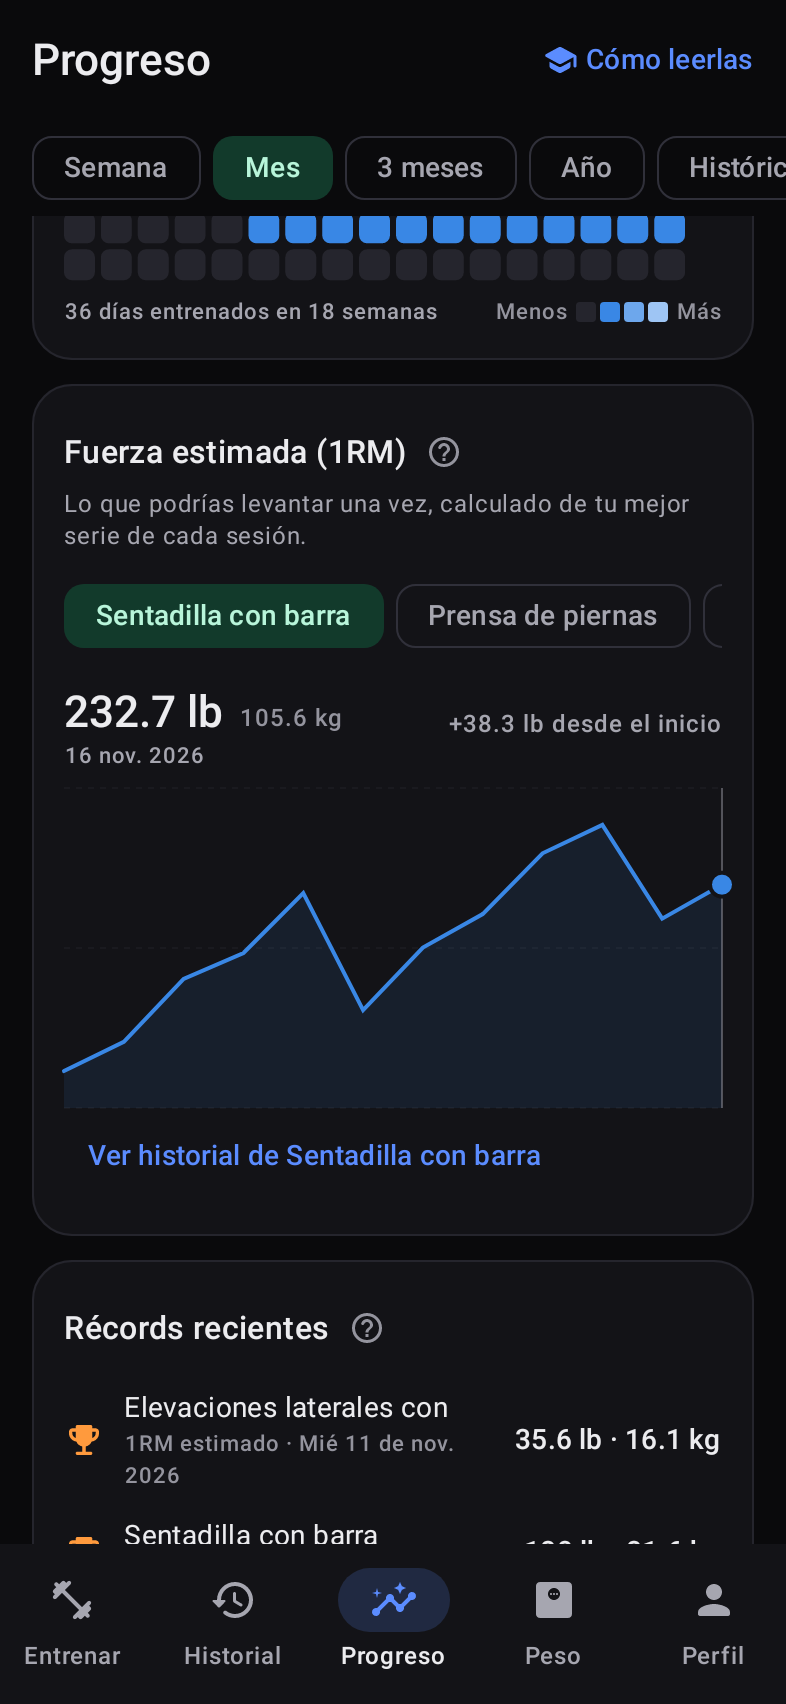 Progreso
Cómo leerlas
Semana
Mes
3 meses
Año
36 días entrenados en 18 semanas
Menos
Más
Fuerza estimada (1RM)
Lo que podrías levantar una vez, calculado de tu mejor
serie de cada sesión.
Sentadilla con barra
Prensa de piernas
232.7 lb 105.6 kg
+38.3 lb desde el inicio
16 nov. 2026
Ver historial de Sentadilla con barra
Récords recientes
Elevaciones laterales con
1RM estimado · Mié 11 de nov.
2026
35.6 lb · 16.1 kg
Sentadilla con barra
Entrenar
Historial
Progreso
Peso
Perfil